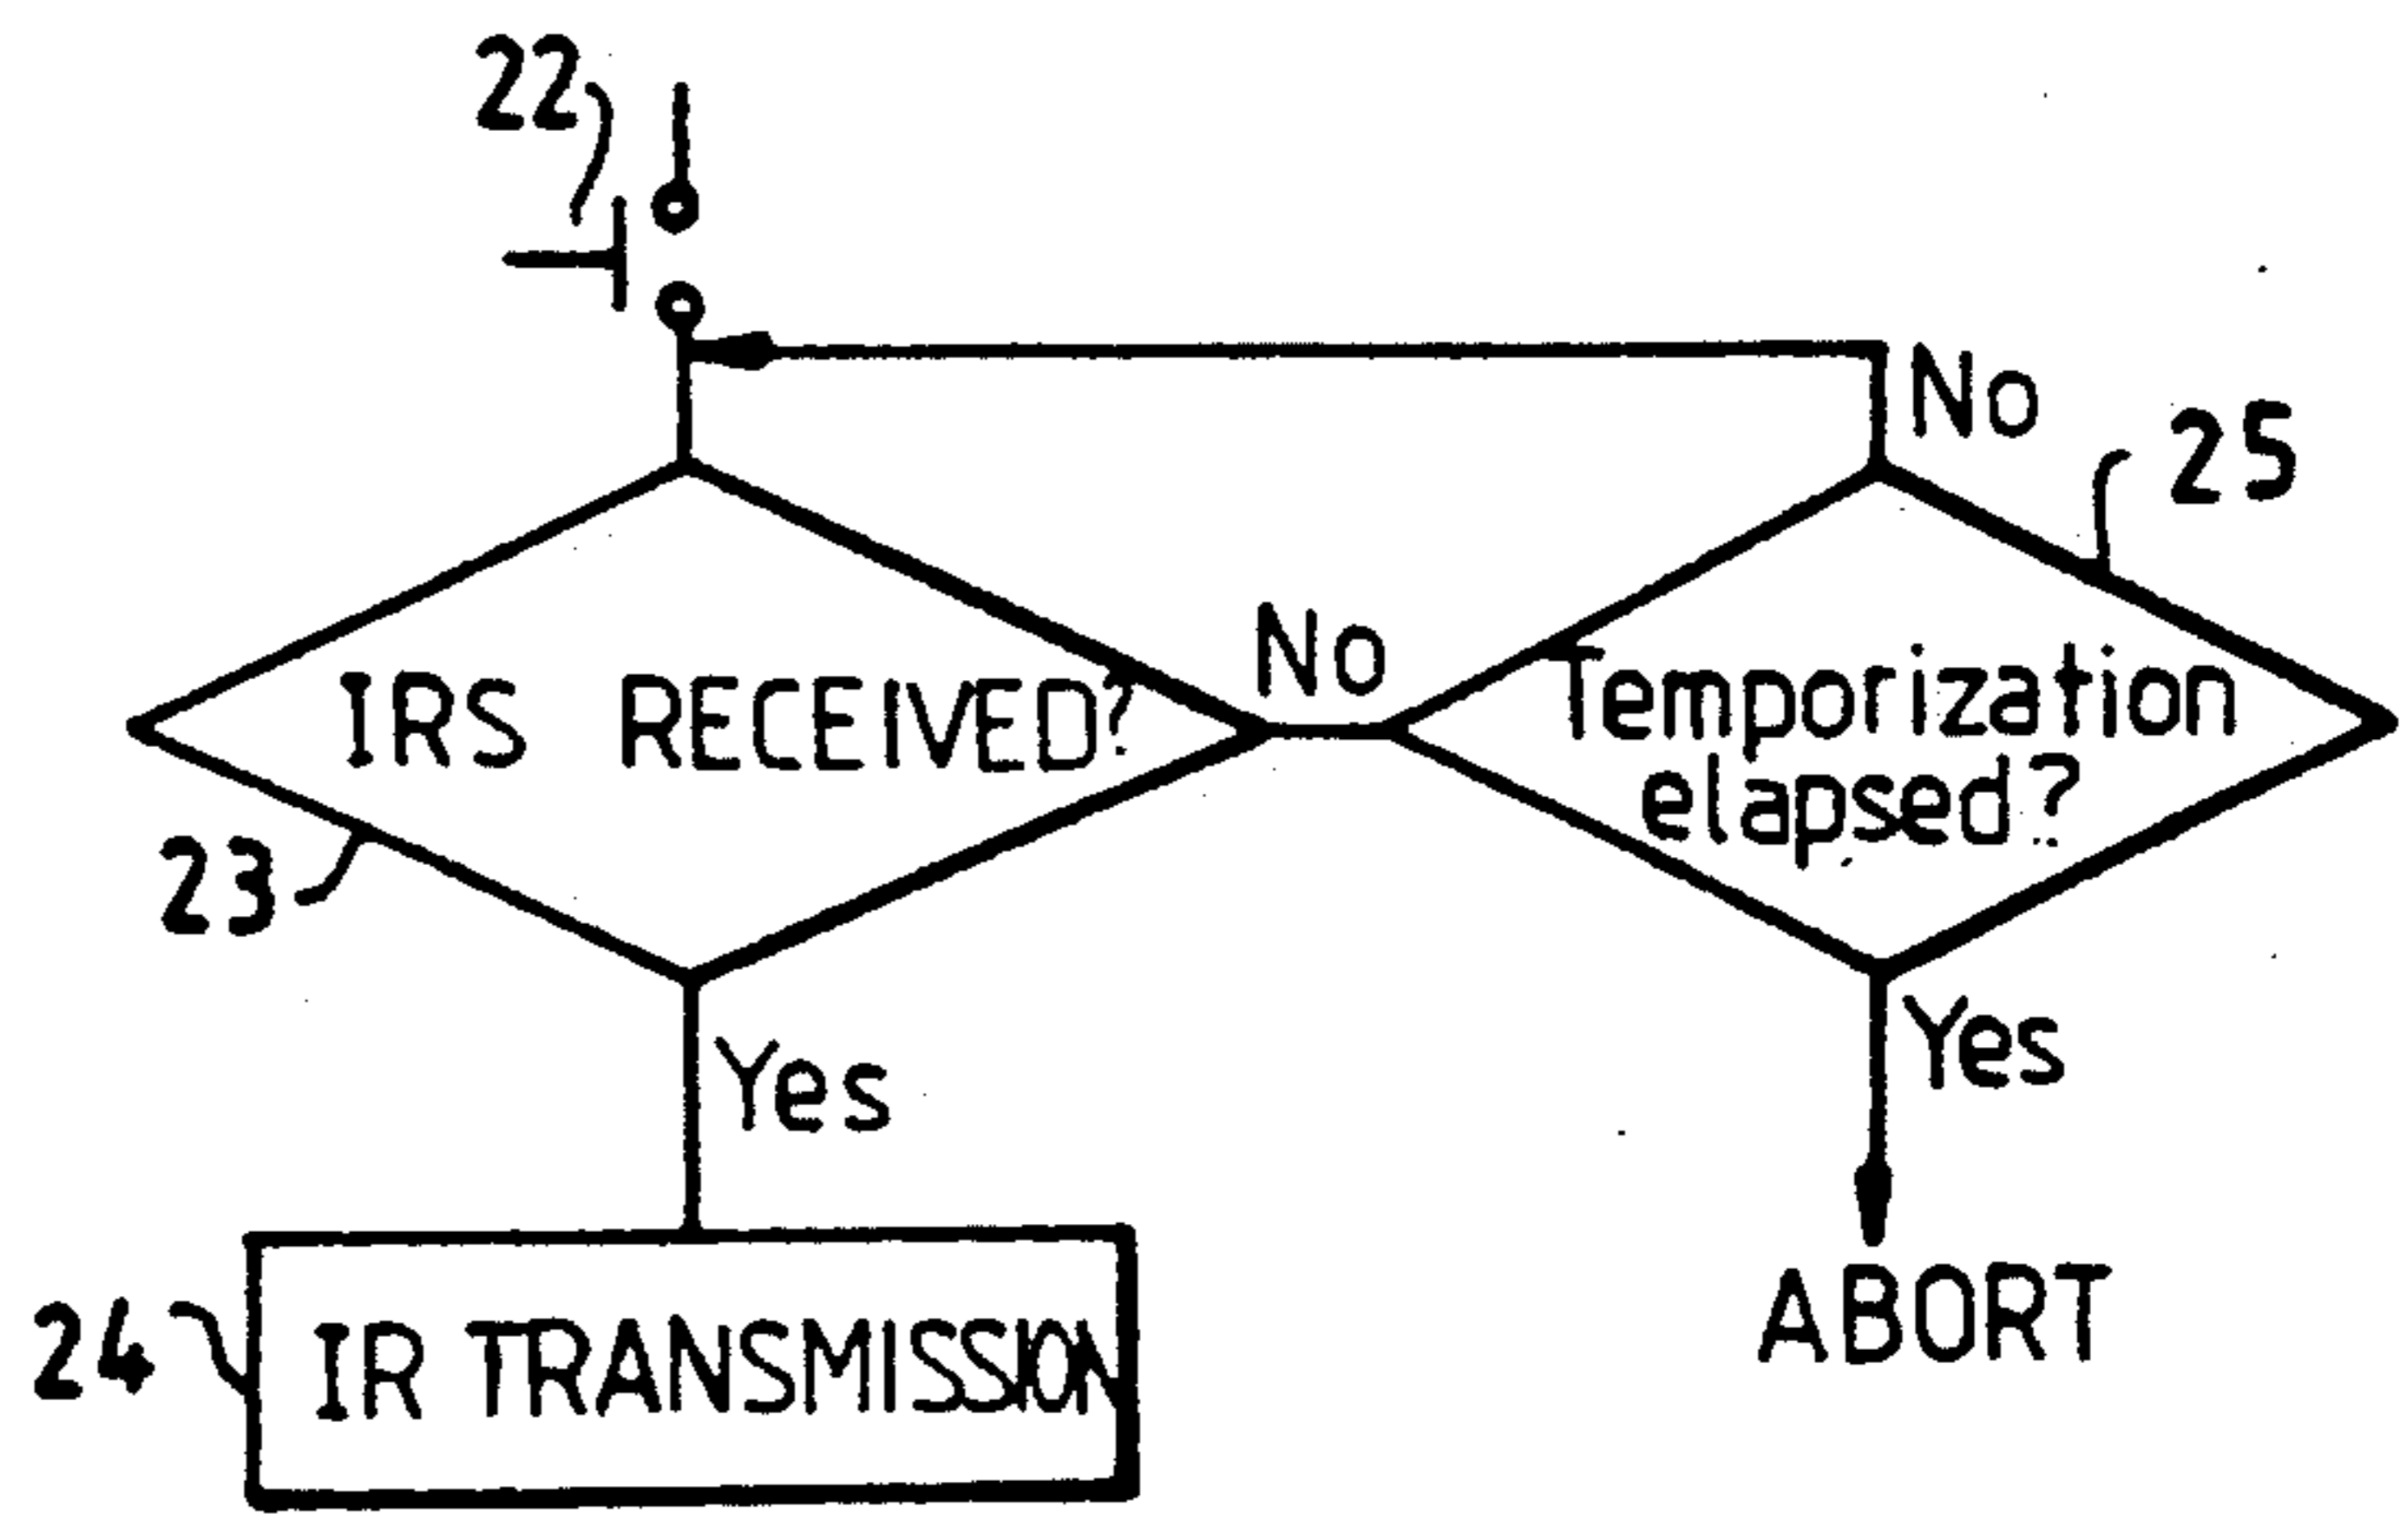 22
No
25
No
IRS RECEIVED?
Temporization
elapsed?
23
Yes
Yes
24
IR TRANSMISSION
ABORT